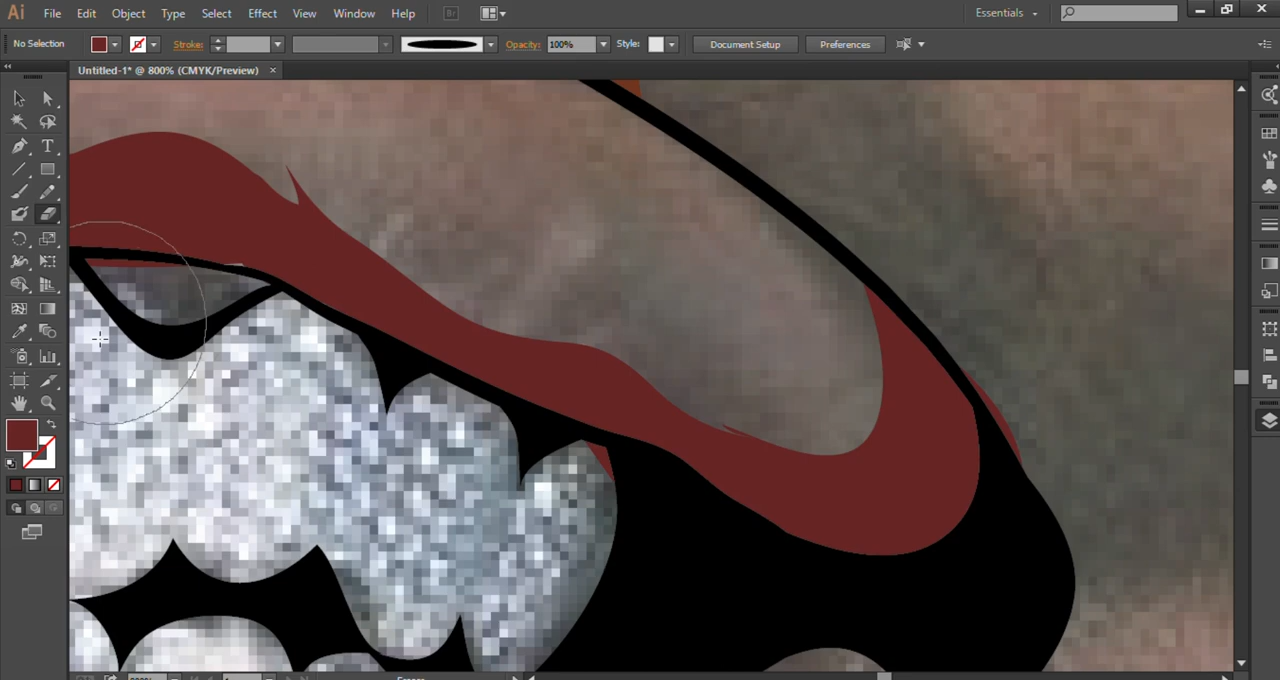 Ai File Edit Object Type Select Effect View Window Help Br Essentials
No Selection Stroke: Opacity: 100% Style: Document Setup Preferences
Untitled-1* @ 800% (CMYK/Preview) ×
T